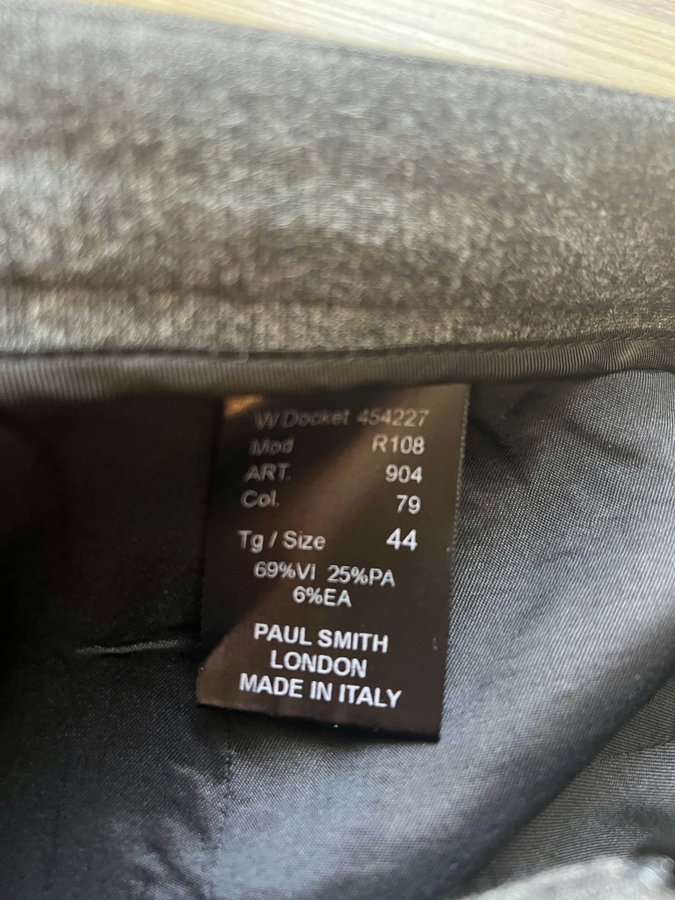 W.Docket 454227
Mod R108
ART. 904
Col. 79
Tg / Size 44
69%VI 25%PA
6%EA
PAUL SMITH
LONDON
MADE IN ITALY